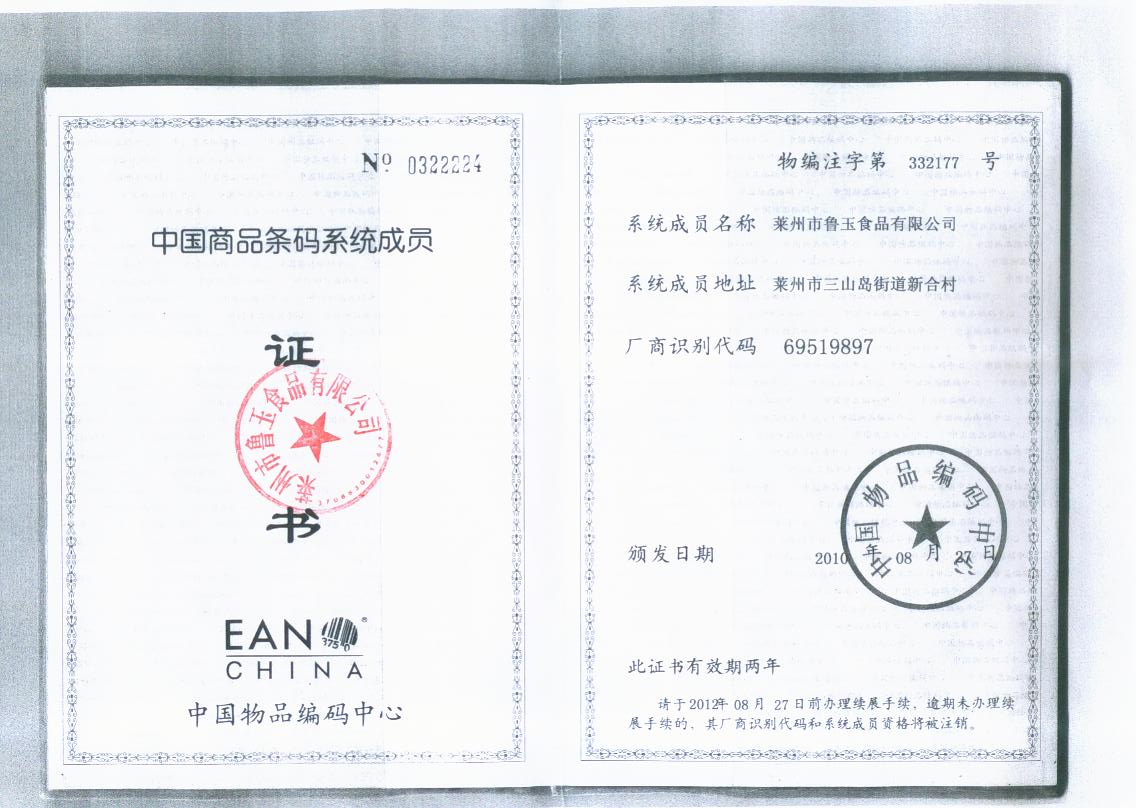 № 0322224
中国商品条码系统成员
证
莱州市鲁玉食品有限公司
书
EAN
CHINA
中国物品编码中心
物编注字第 332177 号
系统成员名称 莱州市鲁玉食品有限公司
系统成员地址 莱州市三山岛街道新合村
厂商识别代码 69519897
中国物品编码中心
颁发日期 2010 年 08 月 27 日
此证书有效期两年
请于2012年 08 月 27 日前办理续展手续，逾期未办理续
展手续的，其厂商识别代码和系统成员资格将被注销。